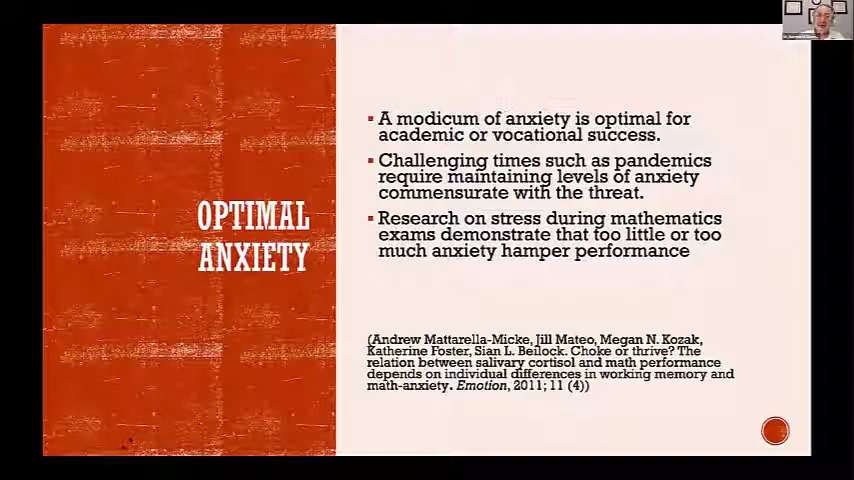 OPTIMAL
ANXIETY
▪ A modicum of anxiety is optimal for
academic or vocational success.
▪ Challenging times such as pandemics
require maintaining levels of anxiety
commensurate with the threat.
▪ Research on stress during mathematics
exams demonstrate that too little or too
much anxiety hamper performance
(Andrew Mattarella-Micke, Jill Mateo, Megan N. Kozak,
Katherine Foster, Sian L. Beilock. Choke or thrive? The
relation between salivary cortisol and math performance
depends on individual differences in working memory and
math-anxiety. Emotion, 2011; 11 (4))